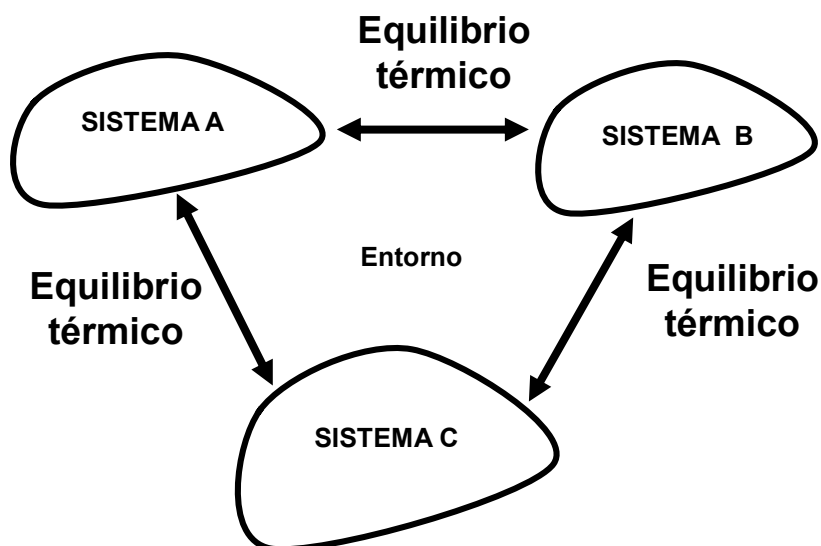 Equilibrio
térmico
SISTEMA A
SISTEMA B
Entorno
Equilibrio
térmico
Equilibrio
térmico
SISTEMA C